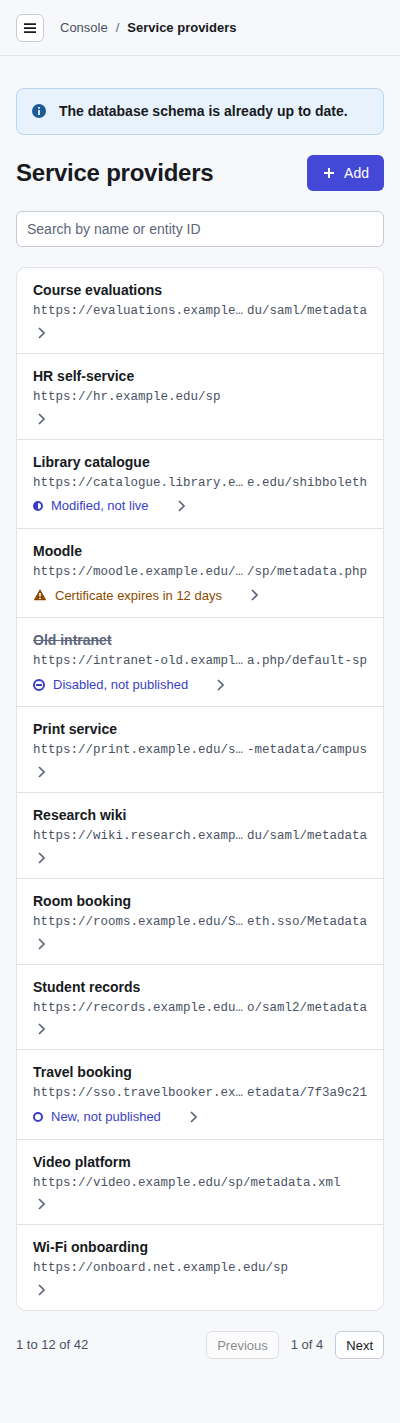 Console / Service providers
The database schema is already up to date.
Service providers
Add
Search by name or entity ID
Course evaluations
https://evaluations.example… du/saml/metadata
HR self-service
https://hr.example.edu/sp
Library catalogue
https://catalogue.library.e… e.edu/shibboleth
Modified, not live
Moodle
https://moodle.example.edu/… /sp/metadata.php
Certificate expires in 12 days
Old intranet
https://intranet-old.exampl… a.php/default-sp
Disabled, not published
Print service
https://print.example.edu/s… -metadata/campus
Research wiki
https://wiki.research.examp… du/saml/metadata
Room booking
https://rooms.example.edu/S… eth.sso/Metadata
Student records
https://records.example.edu… o/saml2/metadata
Travel booking
https://sso.travelbooker.ex… etadata/7f3a9c21
New, not published
Video platform
https://video.example.edu/sp/metadata.xml
Wi-Fi onboarding
https://onboard.net.example.edu/sp
1 to 12 of 42 Previous 1 of 4 Next